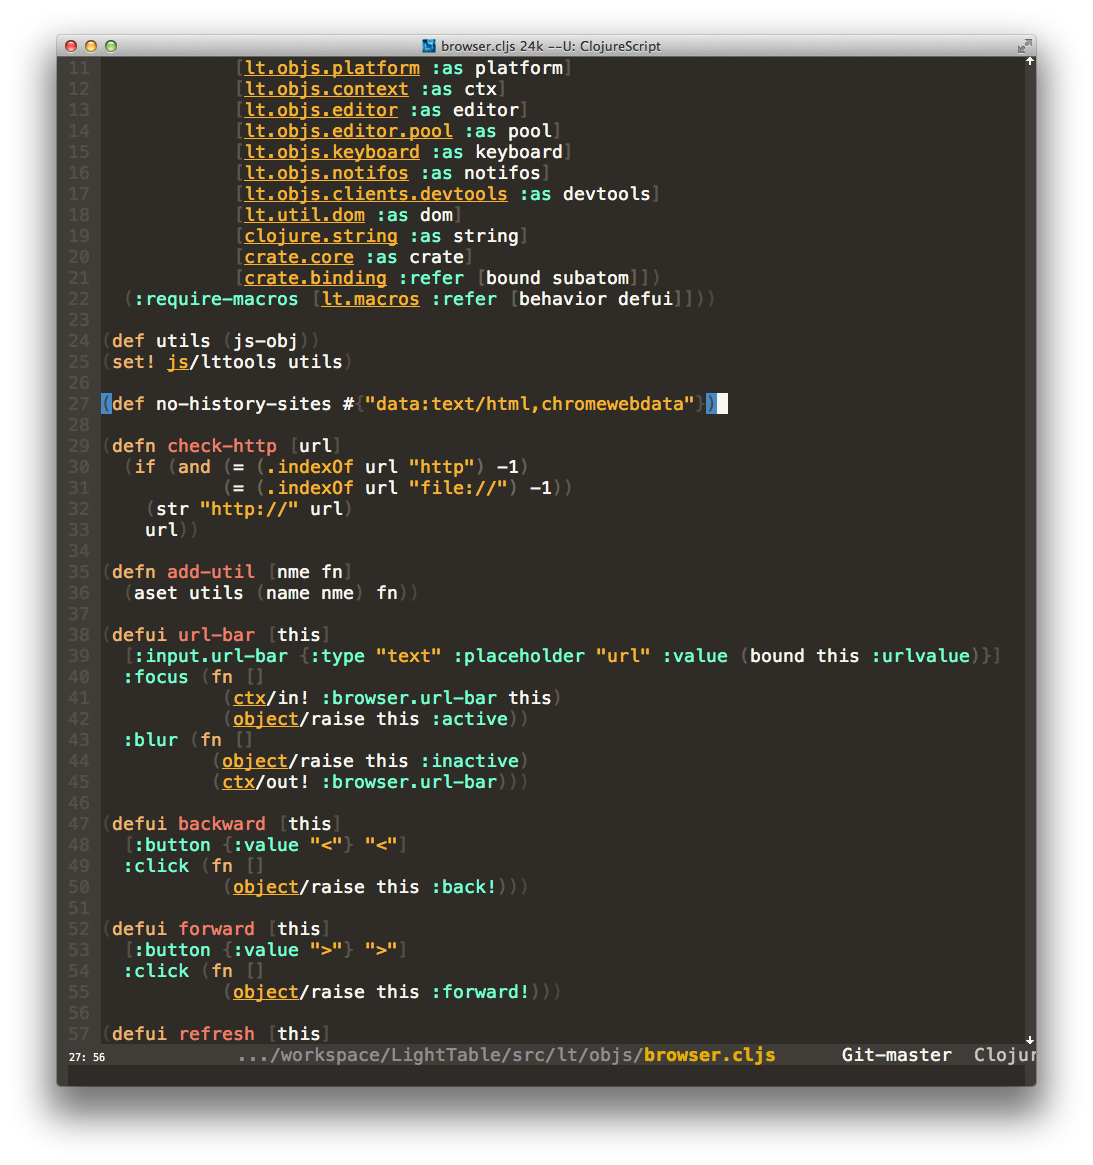 browser.cljs 24k --U: ClojureScript
11             [lt.objs.platform :as platform]
12             [lt.objs.context :as ctx]
13             [lt.objs.editor :as editor]
14             [lt.objs.editor.pool :as pool]
15             [lt.objs.keyboard :as keyboard]
16             [lt.objs.notifos :as notifos]
17             [lt.objs.clients.devtools :as devtools]
18             [lt.util.dom :as dom]
19             [clojure.string :as string]
20             [crate.core :as crate]
21             [crate.binding :refer [bound subatom]])
22   (:require-macros [lt.macros :refer [behavior defui]]))
23
24 (def utils (js-obj))
25 (set! js/lttools utils)
26
27 (def no-history-sites #{"data:text/html,chromewebdata"})
28
29 (defn check-http [url]
30   (if (and (= (.indexOf url "http") -1)
31            (= (.indexOf url "file://") -1))
32     (str "http://" url)
33     url))
34
35 (defn add-util [nme fn]
36   (aset utils (name nme) fn))
37
38 (defui url-bar [this]
39   [:input.url-bar {:type "text" :placeholder "url" :value (bound this :urlvalue)}]
40   :focus (fn []
41            (ctx/in! :browser.url-bar this)
42            (object/raise this :active))
43   :blur (fn []
44           (object/raise this :inactive)
45           (ctx/out! :browser.url-bar)))
46
47 (defui backward [this]
48   [:button {:value "<"} "<"]
49   :click (fn []
50            (object/raise this :back!)))
51
52 (defui forward [this]
53   [:button {:value ">"} ">"]
54   :click (fn []
55            (object/raise this :forward!)))
56
57 (defui refresh [this]
27: 56 .../workspace/LightTable/src/lt/objs/browser.cljs Git-master Clojur